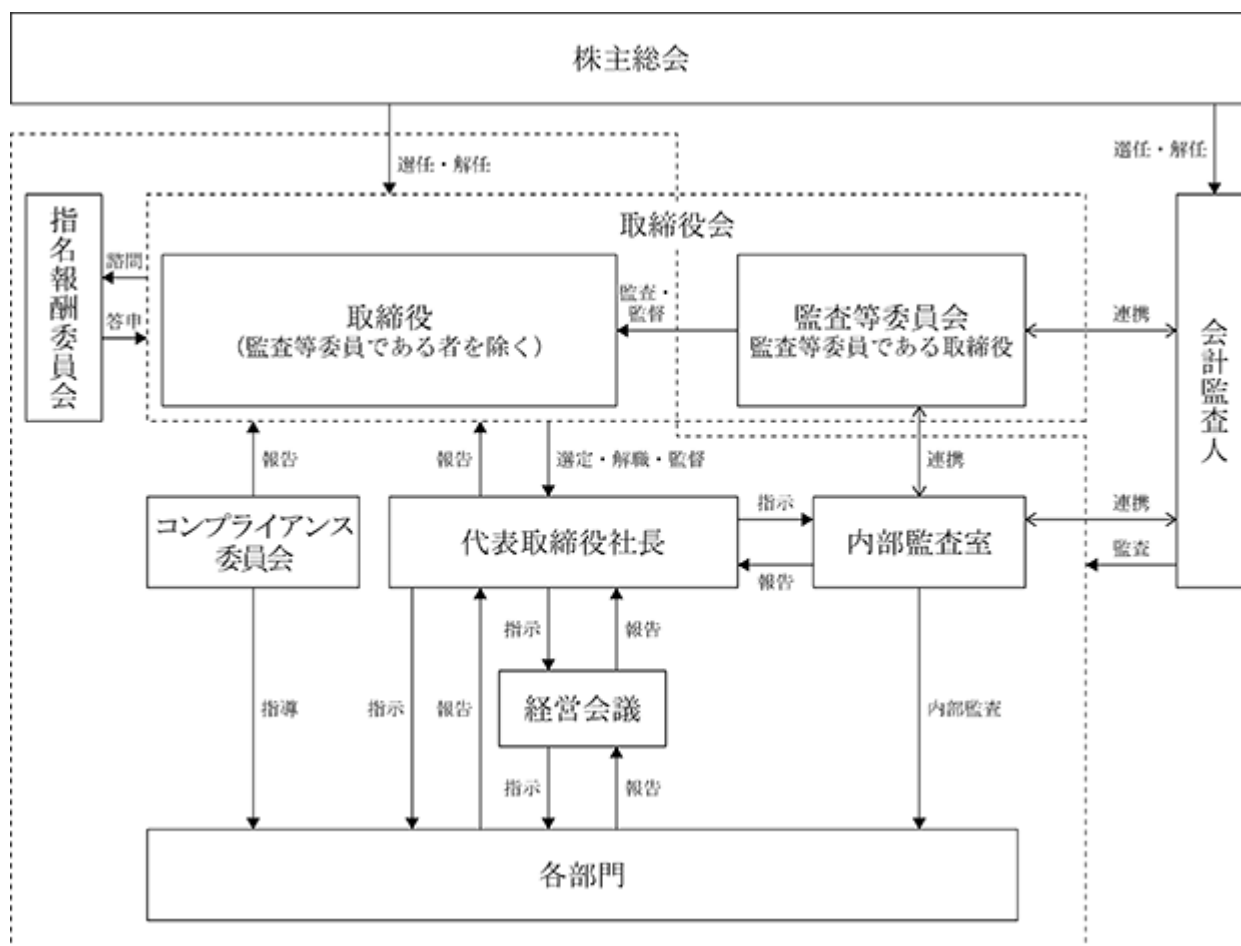 株主総会
選任・解任
選任・解任
指名報酬委員会
諮問
答申
取締役会
取締役
(監査等委員である者を除く)
監査・
監督
監査等委員会
監査等委員である取締役
連携
会計監査人
報告
報告
選定・解職・監督
連携
コンプライアンス
委員会
代表取締役社長
指示
報告
内部監査室
連携
監査
指示
報告
指導
指示
報告
経営会議
内部監査
指示
報告
各部門